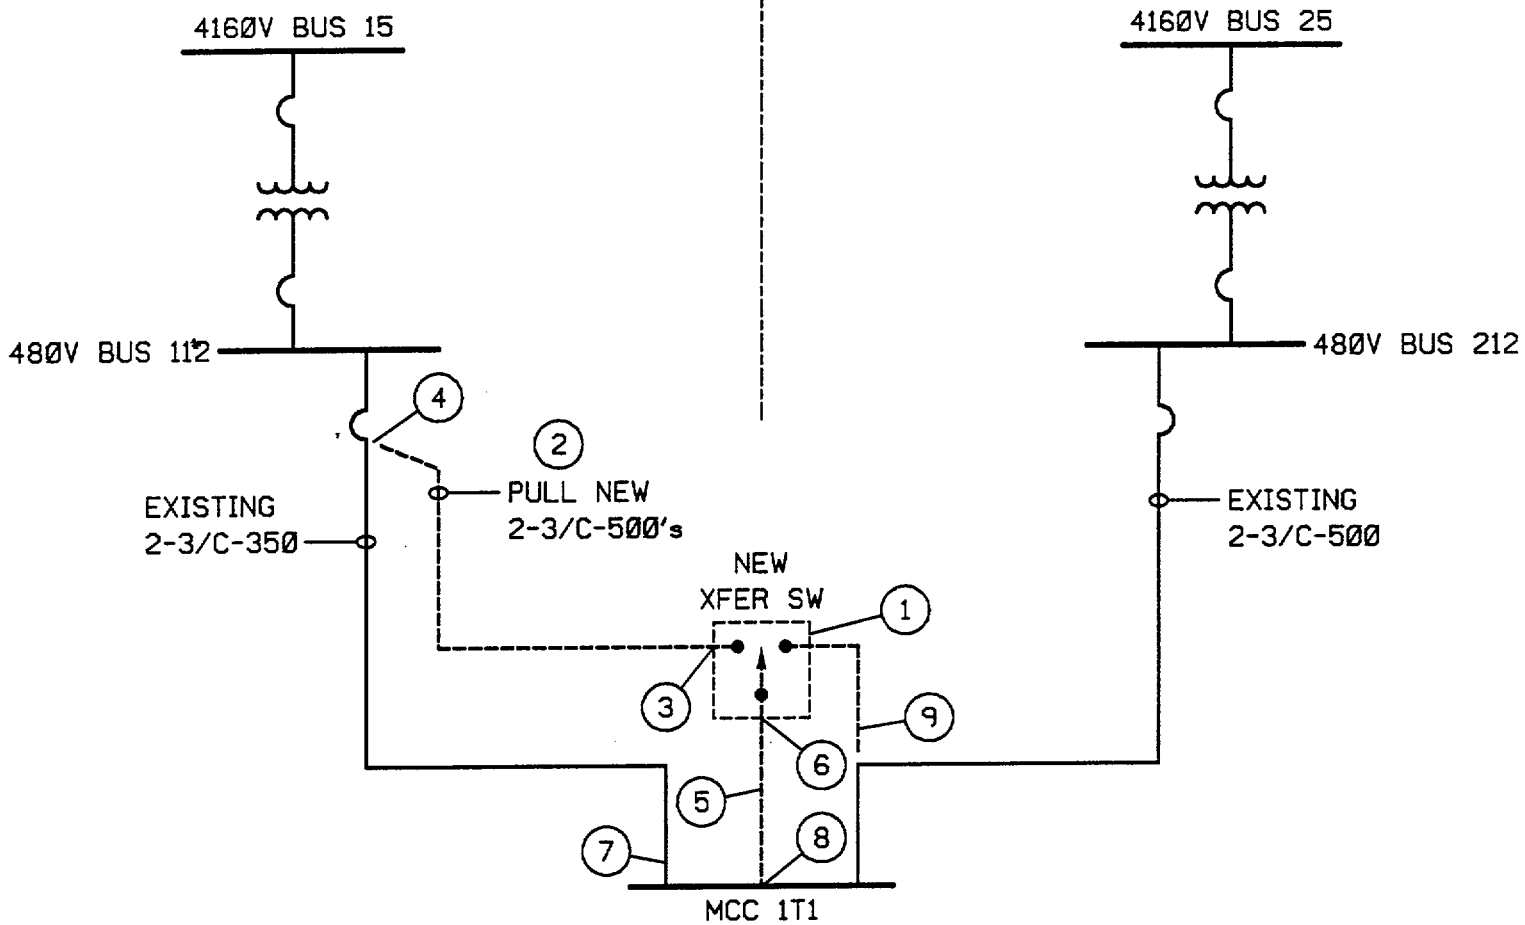 4160V BUS 15
4160V BUS 25
480V BUS 112
480V BUS 212
4
2
PULL NEW
2-3/C-500's
EXISTING
2-3/C-350
EXISTING
2-3/C-500
NEW
XFER SW
1
3
9
6
5
8
7
MCC 1T1